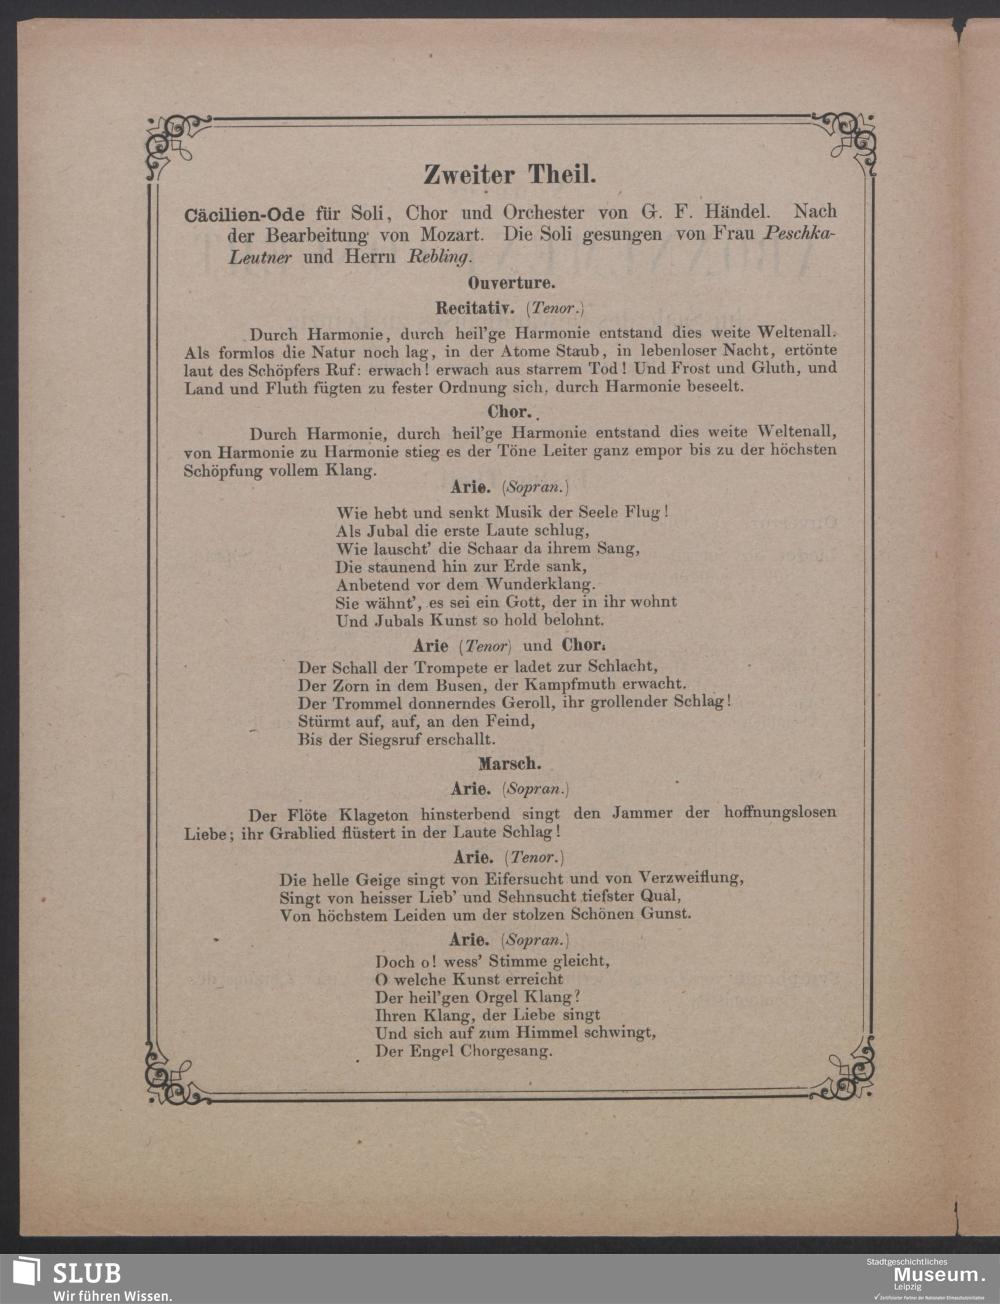 Zweiter Theil.
Cäcilien-Ode für Soli, Chor und Orchester von G. F. Händel. Nach
der Bearbeitung von Mozart. Die Soli gesungen von Frau Peschka-
Leutner und Herrn Rebling.
Ouverture.
Recitativ. (Tenor.)
Durch Harmonie, durch heil'ge Harmonie entstand dies weite Weltenall.
Als formlos die Natur noch lag, in der Atome Staub, in lebenloser Nacht, ertönte
laut des Schöpfers Ruf: erwach! erwach aus starrem Tod! Und Frost und Gluth, und
Land und Fluth fügten zu fester Ordnung sich, durch Harmonie beseelt.
Chor.
Durch Harmonie, durch heil'ge Harmonie entstand dies weite Weltenall,
von Harmonie zu Harmonie stieg es der Töne Leiter ganz empor bis zu der höchsten
Schöpfung vollem Klang.
Arie. (Sopran.)
Wie hebt und senkt Musik der Seele Flug!
Als Jubal die erste Laute schlug,
Wie lauscht' die Schaar da ihrem Sang,
Die staunend hin zur Erde sank,
Anbetend vor dem Wunderklang.
Sie wähnt', es sei ein Gott, der in ihr wohnt
Und Jubals Kunst so hold belohnt.
Arie (Tenor) und Chor.
Der Schall der Trompete er ladet zur Schlacht,
Der Zorn in dem Busen, der Kampfmuth erwacht.
Der Trommel donnerndes Geroll, ihr grollender Schlag!
Stürmt auf, auf, an den Feind,
Bis der Siegsruf erschallt.
Marsch.
Arie. (Sopran.)
Der Flöte Klageton hinsterbend singt den Jammer der hoffnungslosen
Liebe; ihr Grablied flüstert in der Laute Schlag!
Arie. (Tenor.)
Die helle Geige singt von Eifersucht und von Verzweiflung,
Singt von heisser Lieb' und Sehnsucht tiefster Qual,
Von höchstem Leiden um der stolzen Schönen Gunst.
Arie. (Sopran.)
Doch o! wess' Stimme gleicht,
O welche Kunst erreicht
Der heil'gen Orgel Klang?
Ihren Klang, der Liebe singt
Und sich auf zum Himmel schwingt,
Der Engel Chorgesang.
SLUB
Wir führen Wissen.
Stadtgeschichtliches
Museum.
Leipzig
Zertifizierter Partner der Nationalen Klimaschutzinitiative